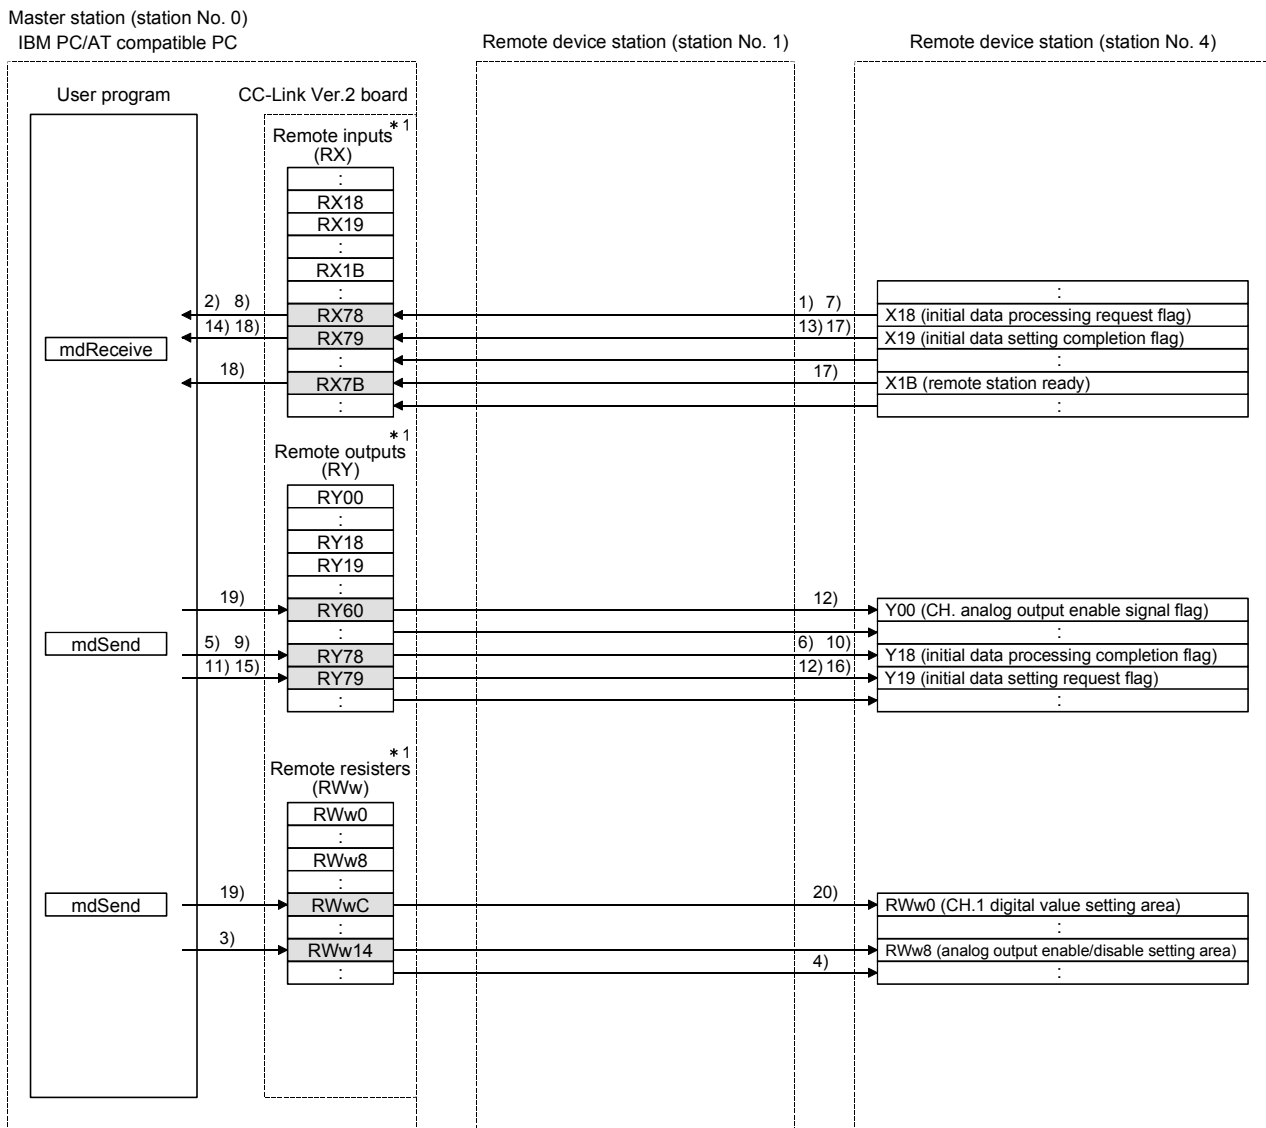 Master station (station No. 0)
IBM PC/AT compatible PC
Remote device station (station No. 1)
Remote device station (station No. 4)
User program
CC-Link Ver.2 board
Remote inputs *1
(RX)
:
RX18
RX19
:
RX1B
:
:
2) 8)
RX78
1) 7)
X18 (initial data processing request flag)
14) 18)
RX79
13) 17)
X19 (initial data setting completion flag)
mdReceive
:
:
18)
RX7B
17)
X1B (remote station ready)
:
:
Remote outputs *1
(RY)
RY00
:
RY18
RY19
:
19)
RY60
12)
Y00 (CH. analog output enable signal flag)
mdSend
:
:
5) 9)
RY78
6) 10)
Y18 (initial data processing completion flag)
11) 15)
RY79
12) 16)
Y19 (initial data setting request flag)
:
:
Remote resisters *1
(RWw)
RWw0
:
RWw8
:
mdSend
19)
RWwC
20)
RWw0 (CH.1 digital value setting area)
:
:
3)
RWw14
RWw8 (analog output enable/disable setting area)
4)
:
: